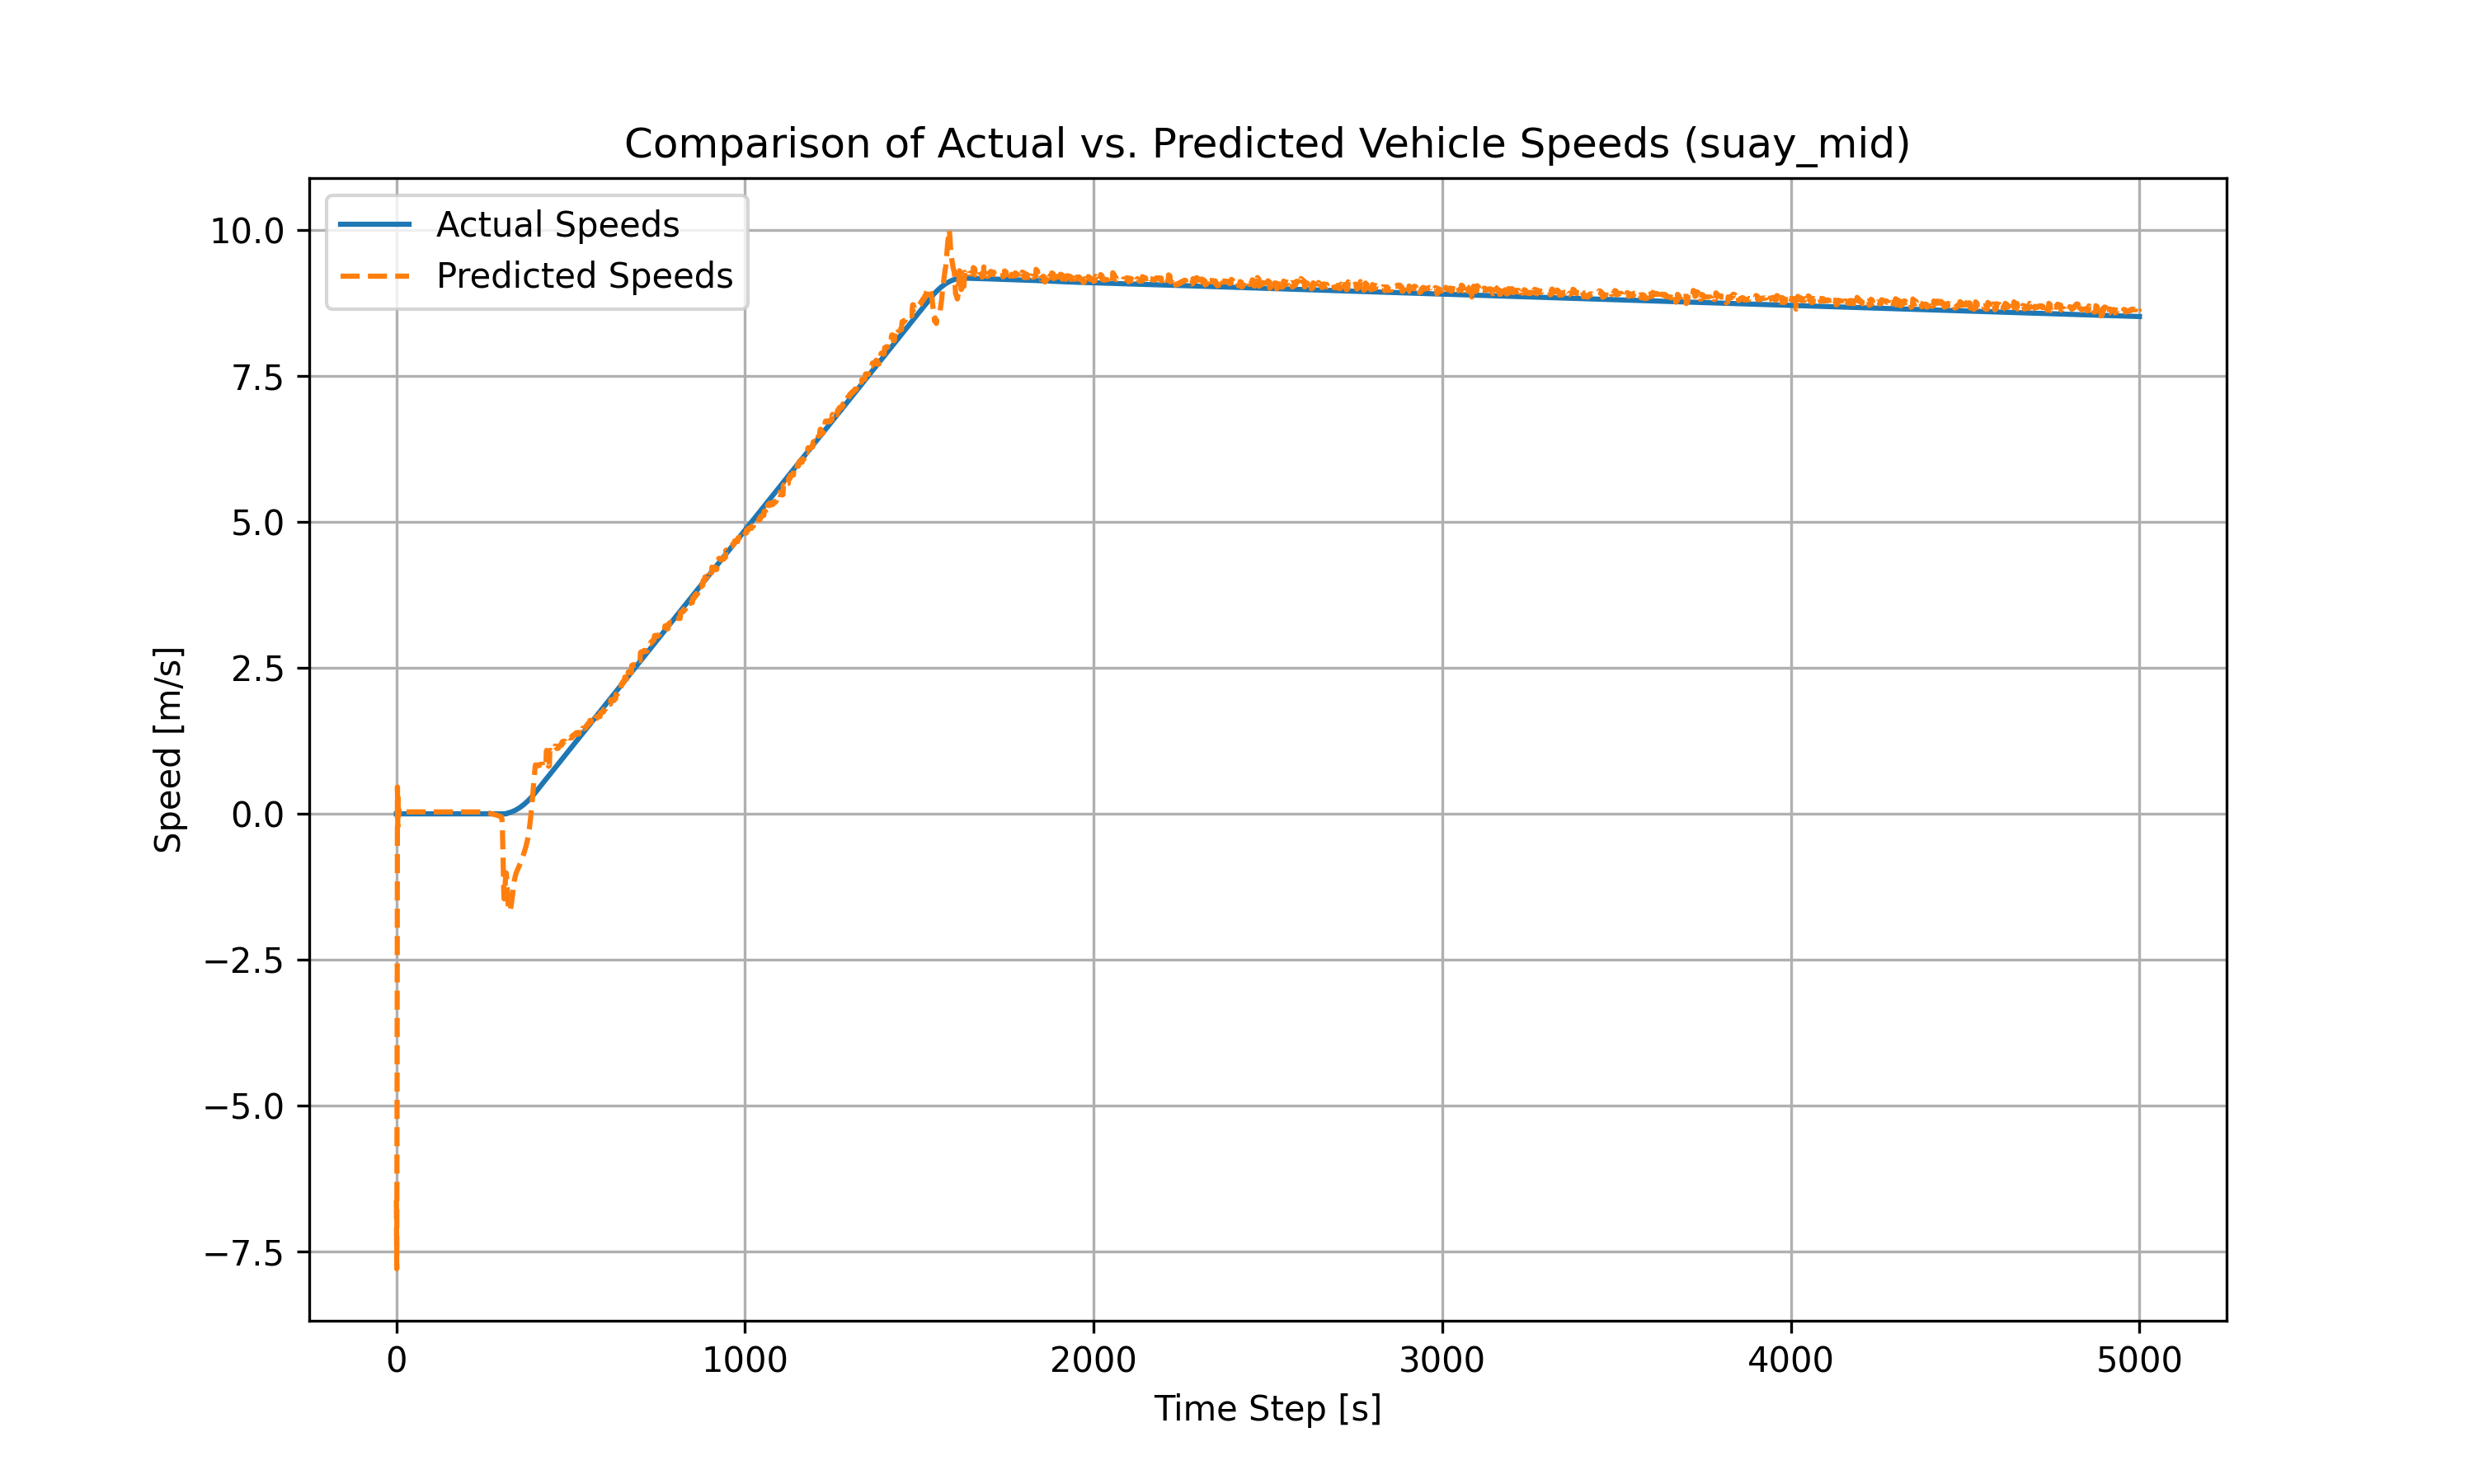 Comparison of Actual vs. Predicted Vehicle Speeds (suay_mid)
Actual Speeds
Predicted Speeds
10.0
7.5
5.0
2.5
0.0
−2.5
−5.0
−7.5
Speed [m/s]
0 1000 2000 3000 4000 5000
Time Step [s]